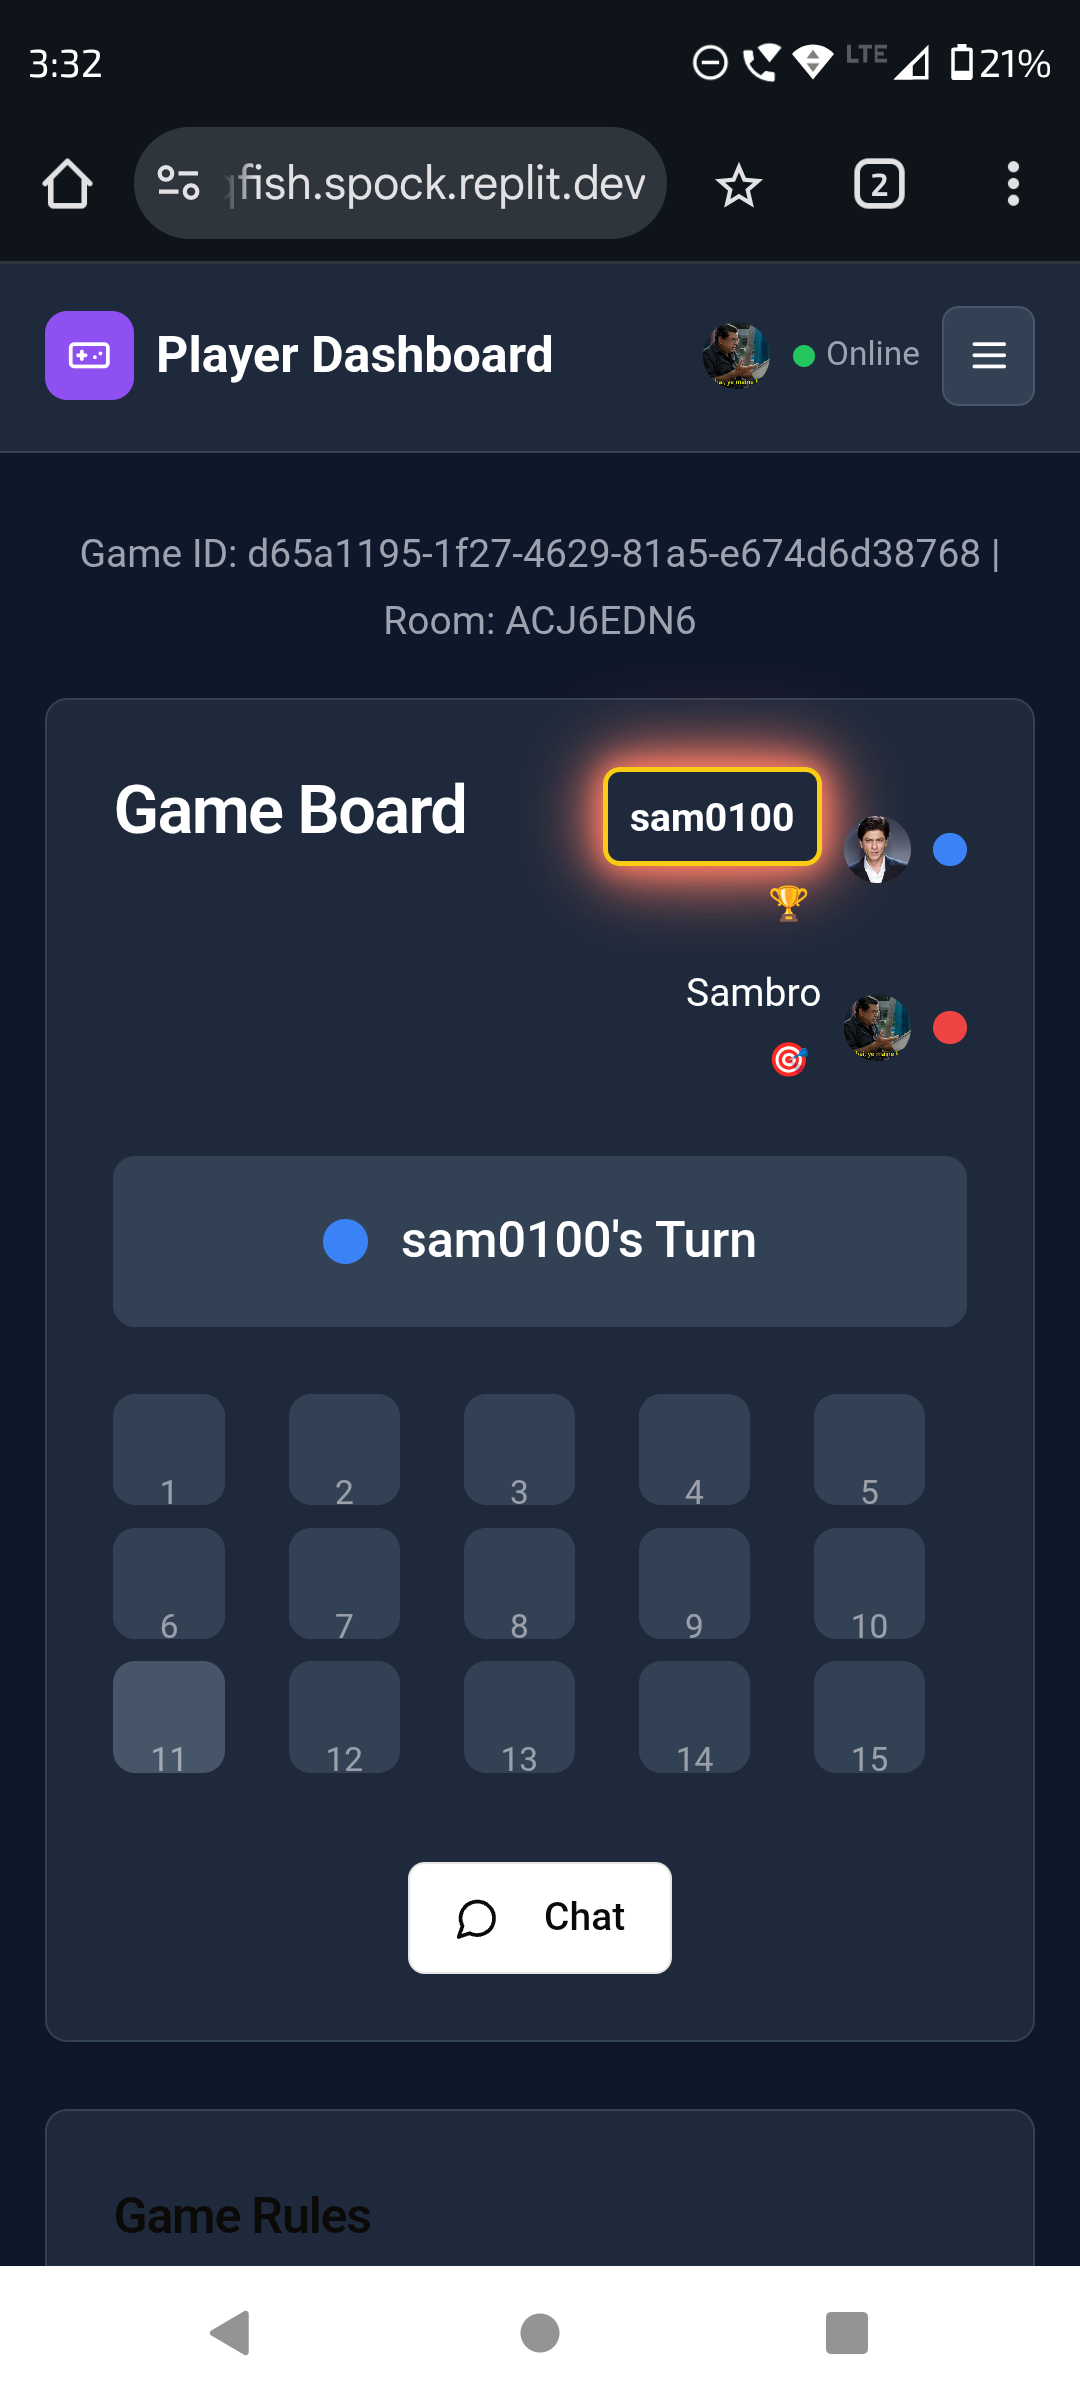 3:32
LTE
21%
fish.spock.replit.dev
2
Player Dashboard
Online
Game ID: d65a1195-1f27-4629-81a5-e674d6d38768 |
Room: ACJ6EDN6
Game Board
sam0100
Sambro
sam0100's Turn
1 2 3 4 5
6 7 8 9 10
11 12 13 14 15
Chat
Game Rules